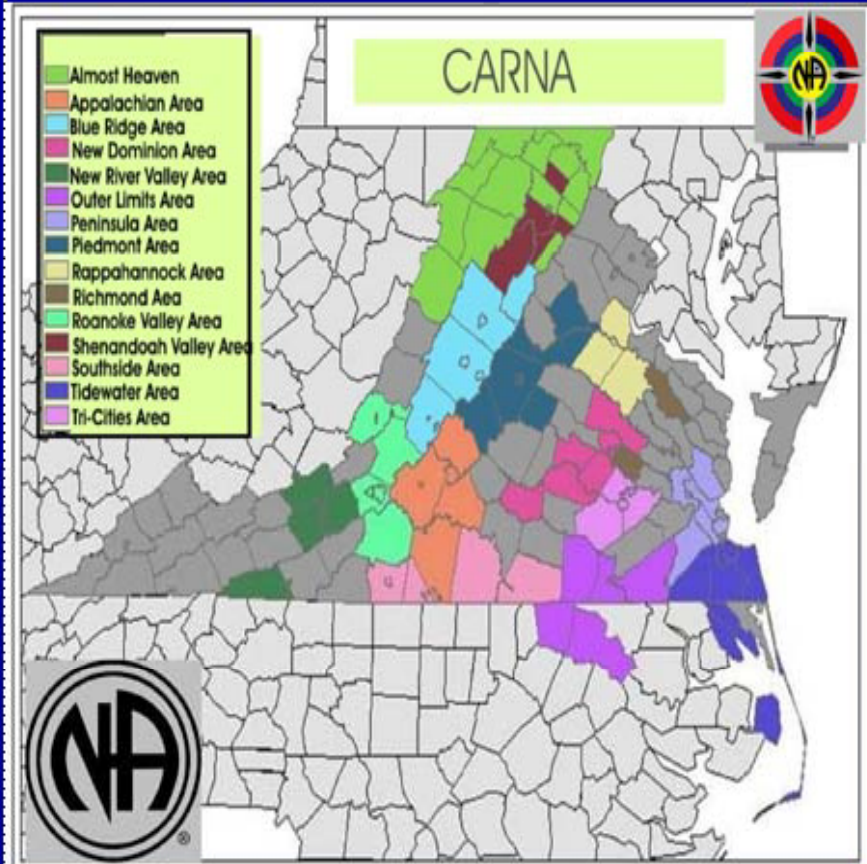 CARNA
NA
Almost Heaven
Appalachian Area
Blue Ridge Area
New Dominion Area
New River Valley Area
Outer Limits Area
Peninsula Area
Piedmont Area
Rappahannock Area
Richmond Aea
Roanoke Valley Area
Shenandoah Valley Area
Southside Area
Tidewater Area
Tri-Cities Area
NA
®